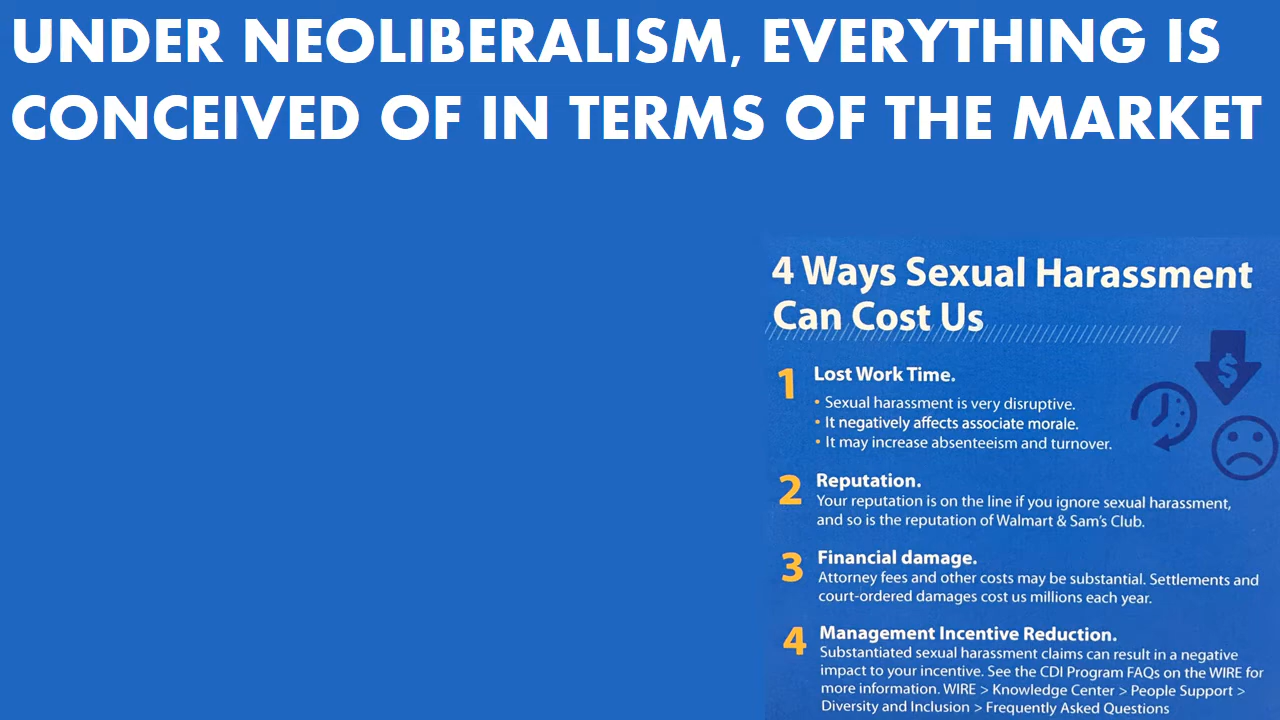 UNDER NEOLIBERALISM, EVERYTHING IS
CONCEIVED OF IN TERMS OF THE MARKET
4 Ways Sexual Harassment
Can Cost Us
1 Lost Work Time.
• Sexual harassment is very disruptive.
• It negatively affects associate morale.
• It may increase absenteeism and turnover.
2 Reputation.
Your reputation is on the line if you ignore sexual harassment,
and so is the reputation of Walmart & Sam's Club.
3 Financial damage.
Attorney fees and other costs may be substantial. Settlements and
court-ordered damages cost us millions each year.
4 Management Incentive Reduction.
Substantiated sexual harassment claims can result in a negative
impact to your incentive. See the CDI Program FAQs on the WIRE for
more information. WIRE > Knowledge Center > People Support >
Diversity and Inclusion > Frequently Asked Questions
$